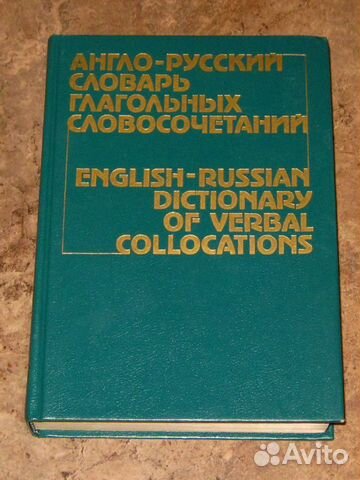 АНГЛО-РУССКИЙ
СЛОВАРЬ
ГЛАГОЛЬНЫХ
СЛОВОСОЧЕТАНИЙ
ENGLISH-RUSSIAN
DICTIONARY
OF VERBAL
COLLOCATIONS
Avito